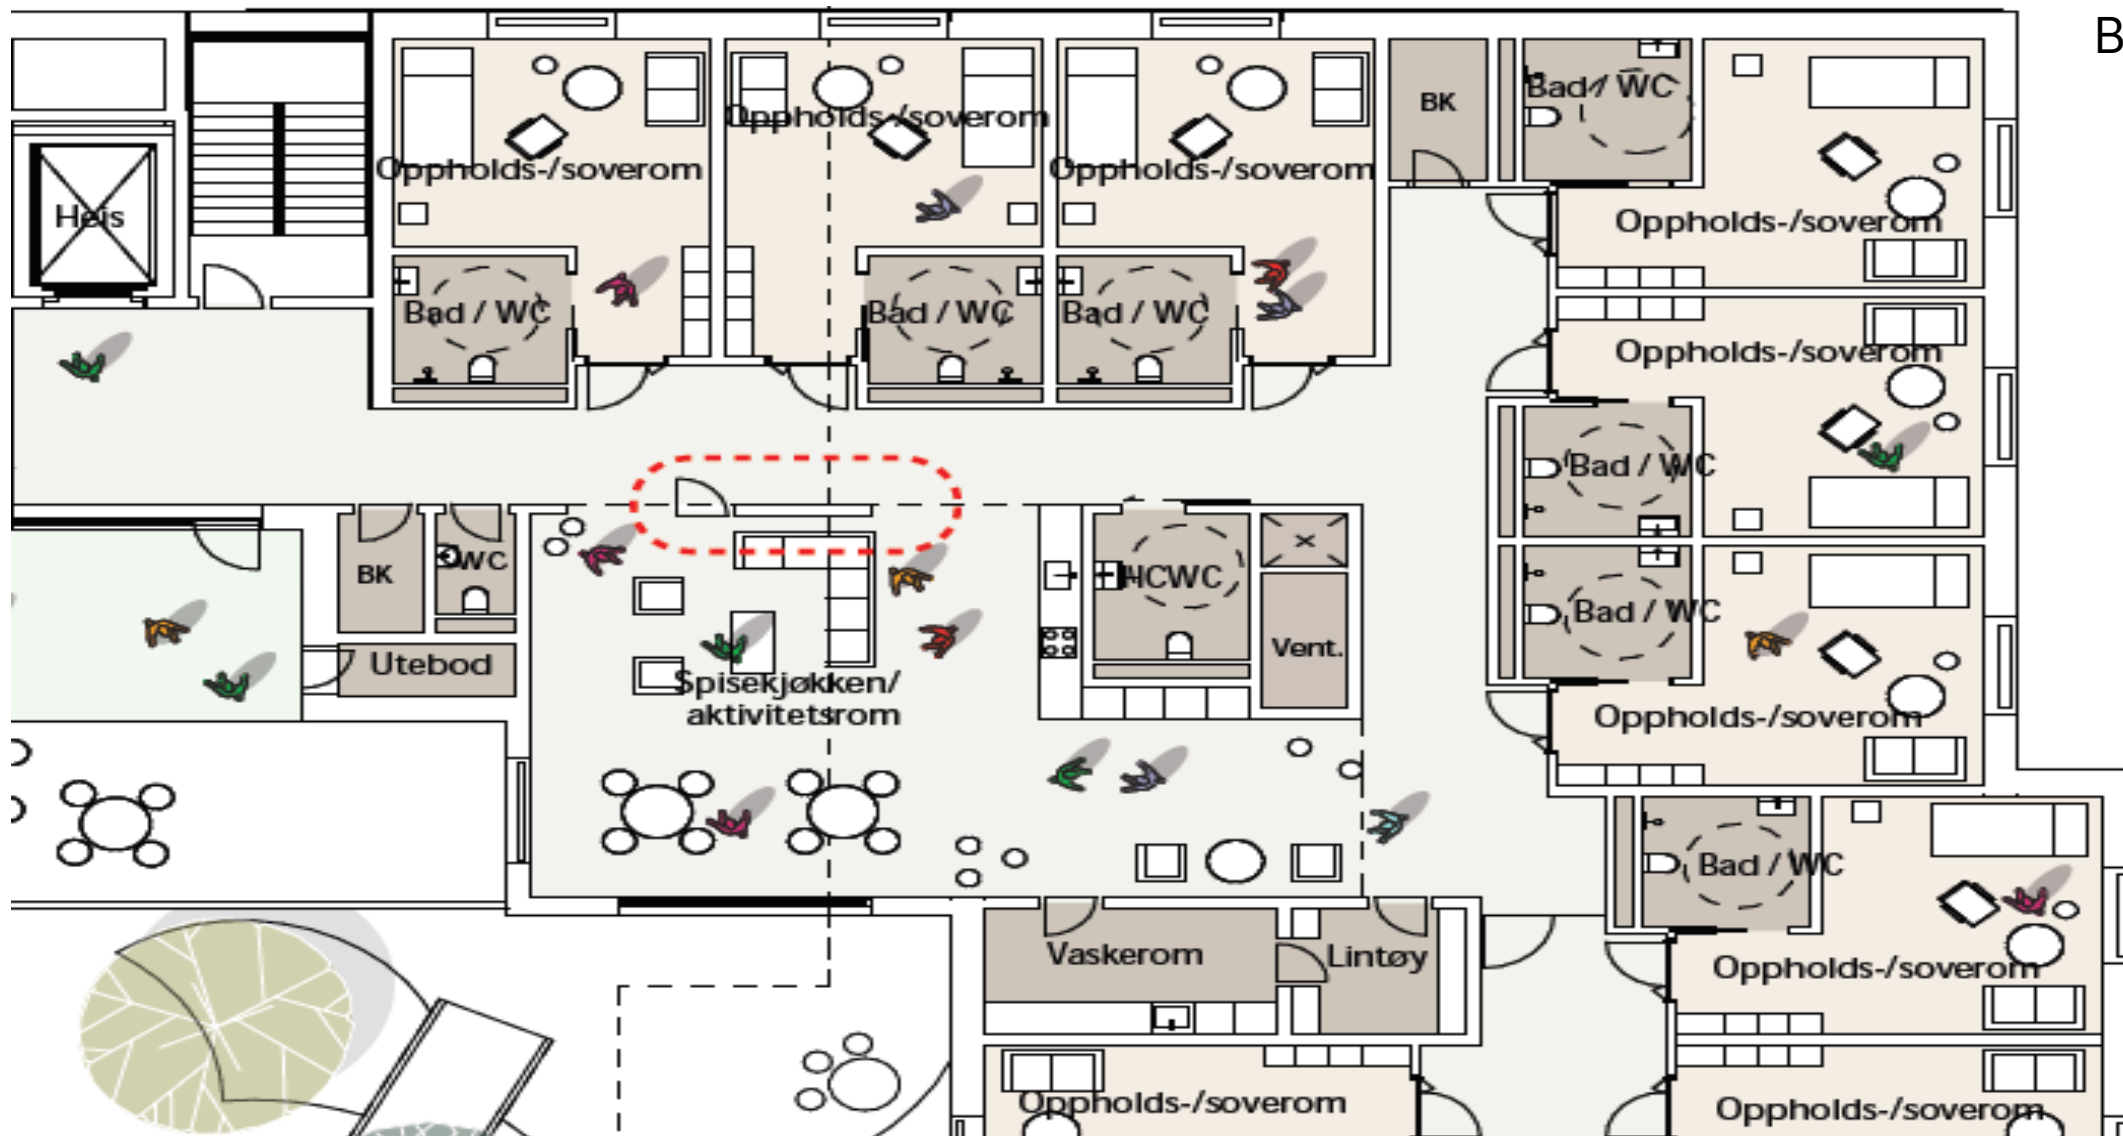 B
BK
Bad / WC
Oppholds-/soverom
Oppholds-/soverom
Oppholds-/soverom
Heis
Oppholds-/soverom
Bad / WC
Bad / WC
Bad / WC
Oppholds-/soverom
Bad / WC
BK
WC
HCWC
Bad / WC
Vent.
Utebod
Spisekjøkken/
aktivitetsrom
Oppholds-/soverom
Bad / WC
Vaskerom
Lintøy
Oppholds-/soverom
Oppholds-/soverom
Oppholds-/soverom